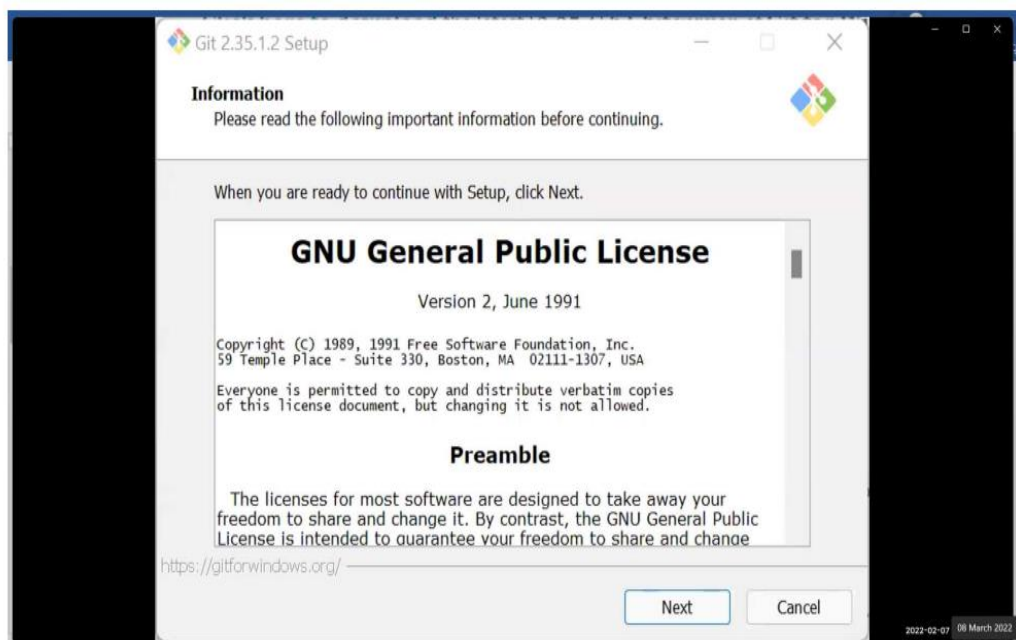 Git 2.35.1.2 Setup
Information
Please read the following important information before continuing.
When you are ready to continue with Setup, click Next.
GNU General Public License
Version 2, June 1991
Copyright (C) 1989, 1991 Free Software Foundation, Inc.
59 Temple Place - Suite 330, Boston, MA 02111-1307, USA
Everyone is permitted to copy and distribute verbatim copies
of this license document, but changing it is not allowed.
Preamble
The licenses for most software are designed to take away your
freedom to share and change it. By contrast, the GNU General Public
License is intended to guarantee your freedom to share and change
https://gitforwindows.org/
Next
Cancel
2022-02-07
08 March 2022